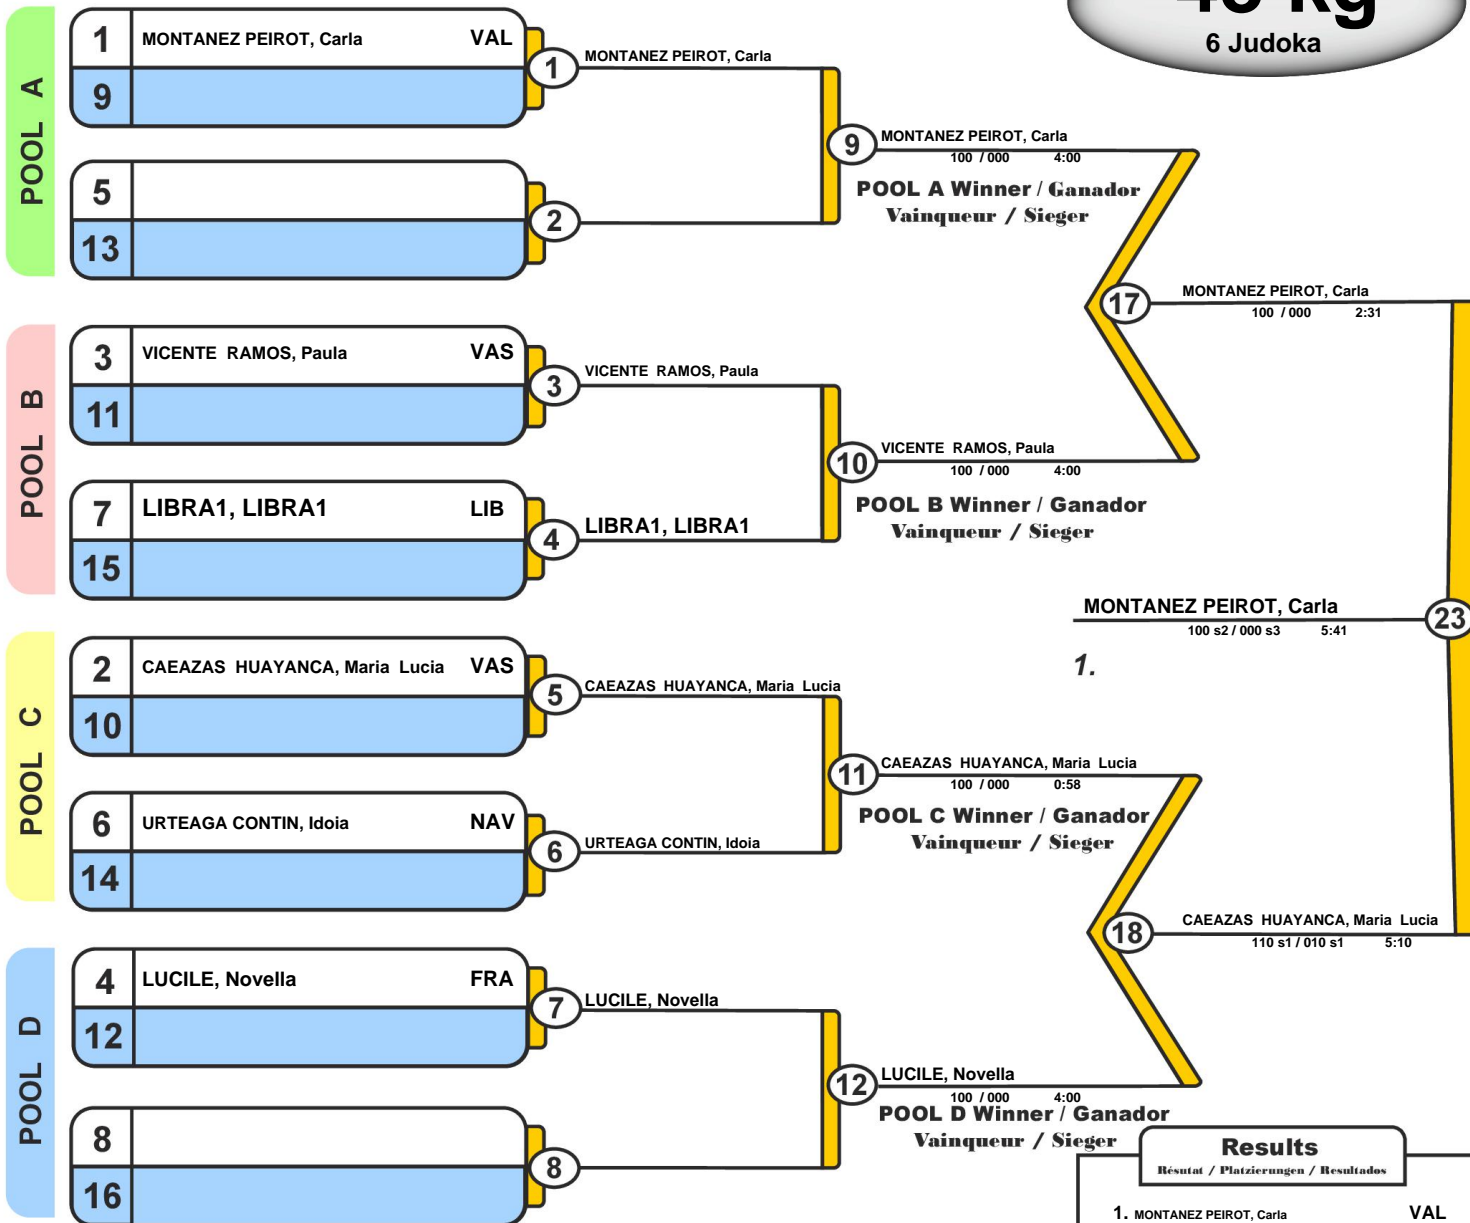 6 Judoka
POOL A
1 MONTANEZ PEIROT, Carla VAL
9
1 MONTANEZ PEIROT, Carla
5
13
2
9 MONTANEZ PEIROT, Carla
100 / 000 4:00
POOL A Winner / Ganador
Vainqueur / Sieger
POOL B
3 VICENTE RAMOS, Paula VAS
11
3 VICENTE RAMOS, Paula
7 LIBRA1, LIBRA1 LIB
15
4 LIBRA1, LIBRA1
10 VICENTE RAMOS, Paula
100 / 000 4:00
POOL B Winner / Ganador
Vainqueur / Sieger
17 MONTANEZ PEIROT, Carla
100 / 000 2:31
MONTANEZ PEIROT, Carla 23
100 s2 / 000 s3 5:41
1.
POOL C
2 CAEAZAS HUAYANCA, Maria Lucia VAS
10
5 CAEAZAS HUAYANCA, Maria Lucia
6 URTEAGA CONTIN, Idoia NAV
14
6 URTEAGA CONTIN, Idoia
11 CAEAZAS HUAYANCA, Maria Lucia
100 / 000 0:58
POOL C Winner / Ganador
Vainqueur / Sieger
18 CAEAZAS HUAYANCA, Maria Lucia
110 s1 / 010 s1 5:10
POOL D
4 LUCILE, Novella FRA
12
7 LUCILE, Novella
8
16
8
12 LUCILE, Novella
100 / 000 4:00
POOL D Winner / Ganador
Vainqueur / Sieger
Results
Résutat / Platzierungen / Resultados
1. MONTANEZ PEIROT, Carla VAL